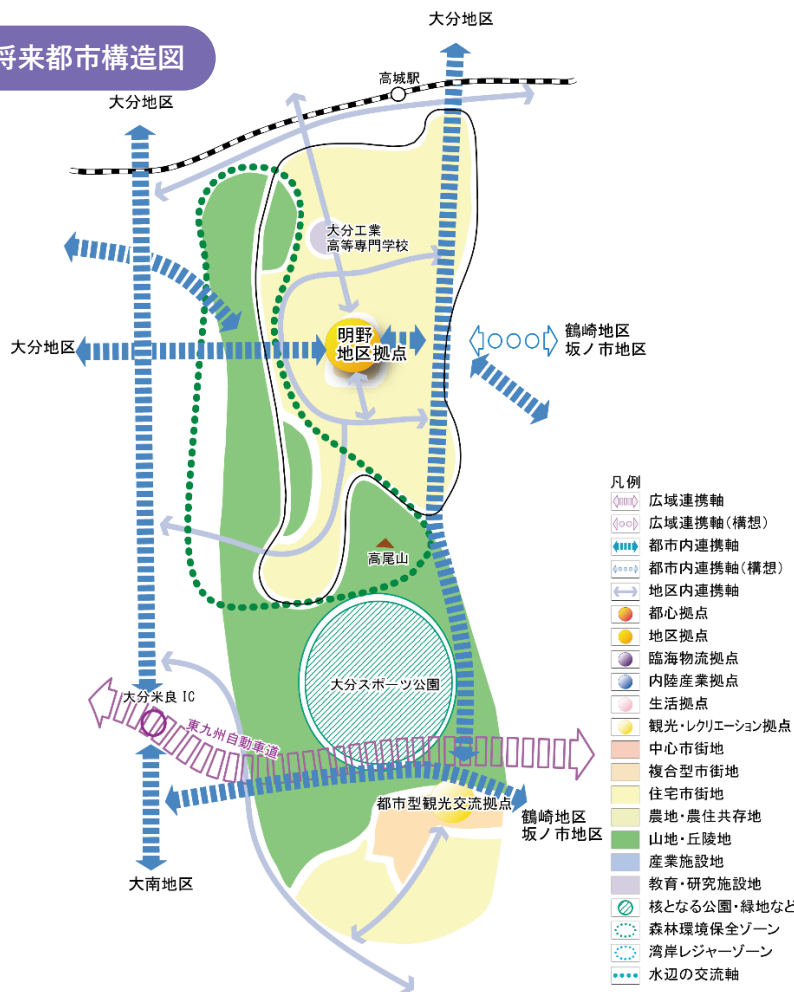 将来都市構造図
大分地区
高城駅
大分地区
大分工業
高等専門学校
明野
地区拠点
大分地区
鶴崎地区
坂ノ市地区
高尾山
大分スポーツ公園
大分米良 IC
東九州自動車道
都市型観光交流拠点
鶴崎地区
坂ノ市地区
大南地区
凡例
広域連携軸
広域連携軸(構想)
都市内連携軸
都市内連携軸(構想)
地区内連携軸
都心拠点
地区拠点
臨海物流拠点
内陸産業拠点
生活拠点
観光・レクリエーション拠点
中心市街地
複合型市街地
住宅市街地
農地・農住共存地
山地・丘陵地
産業施設地
教育・研究施設地
核となる公園・緑地など
森林環境保全ゾーン
湾岸レジャーゾーン
水辺の交流軸